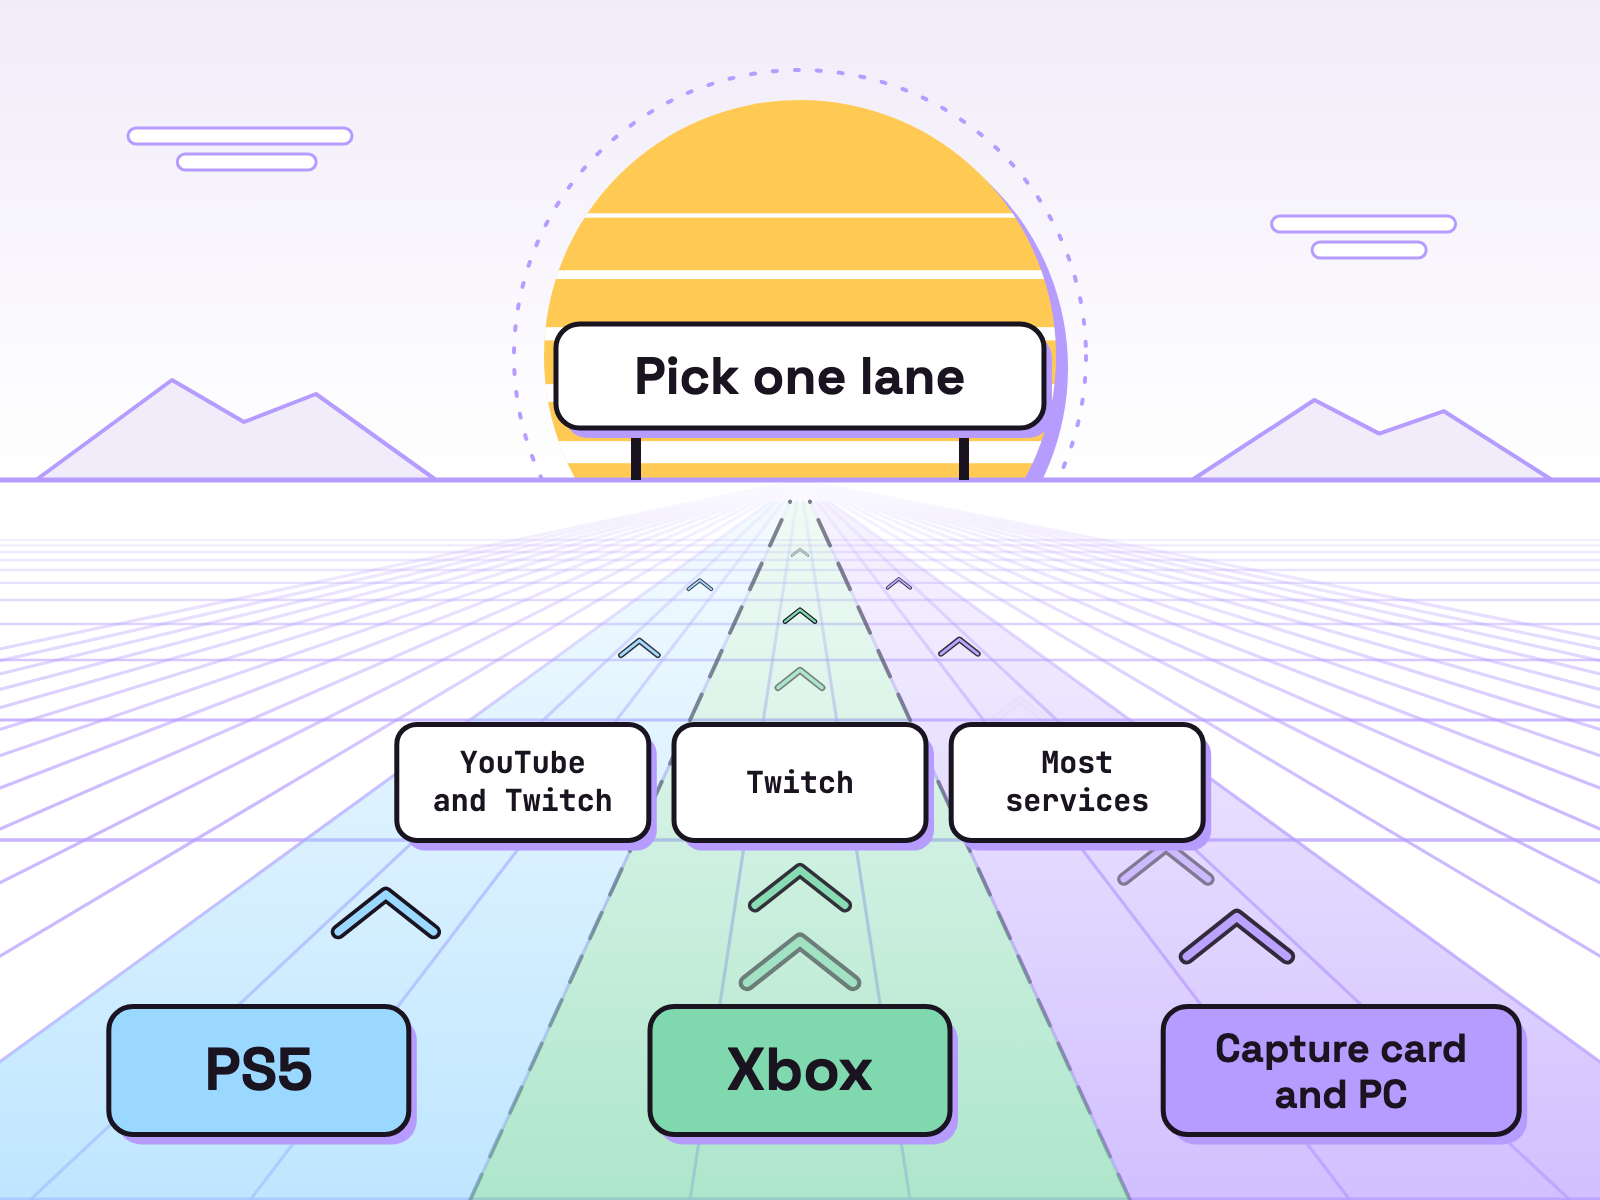 Pick one lane
YouTube
and Twitch
Twitch
Most
services
PS5
Xbox
Capture card
and PC